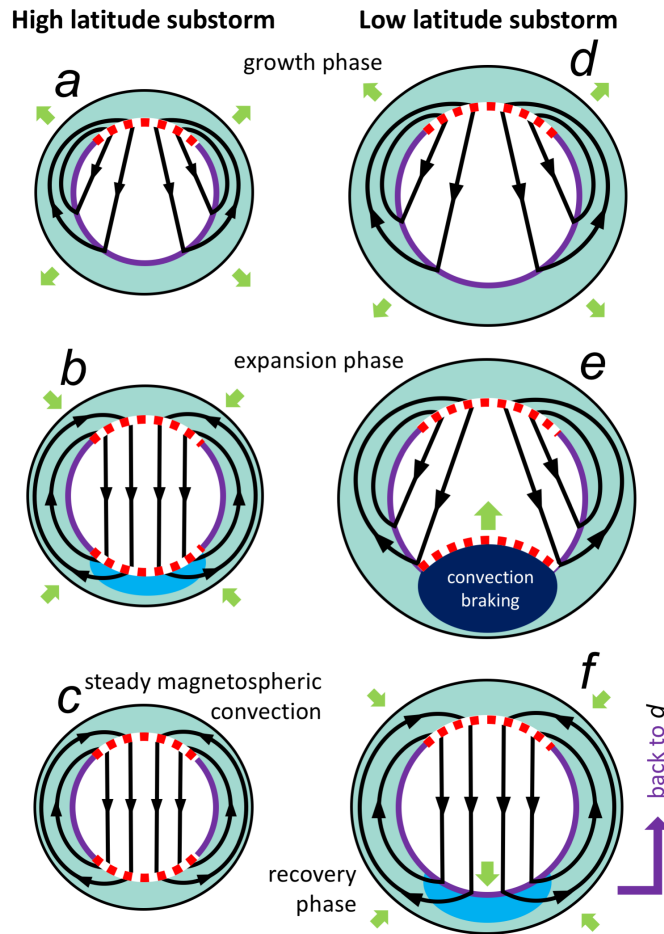 High latitude substorm
Low latitude substorm
growth phase
a
d
expansion phase
b
e
convection
braking
steady magnetospheric
convection
c
f
recovery
phase
back to d